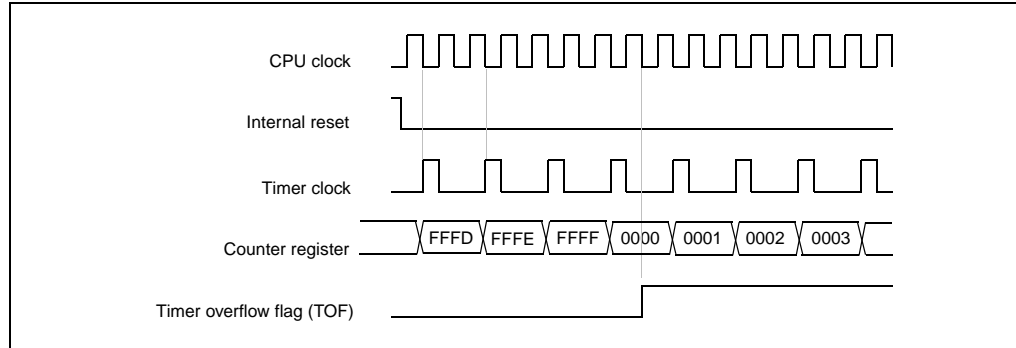 CPU clock
Internal reset
Timer clock
Counter register FFFD FFFE FFFF 0000 0001 0002 0003
Timer overflow flag (TOF)